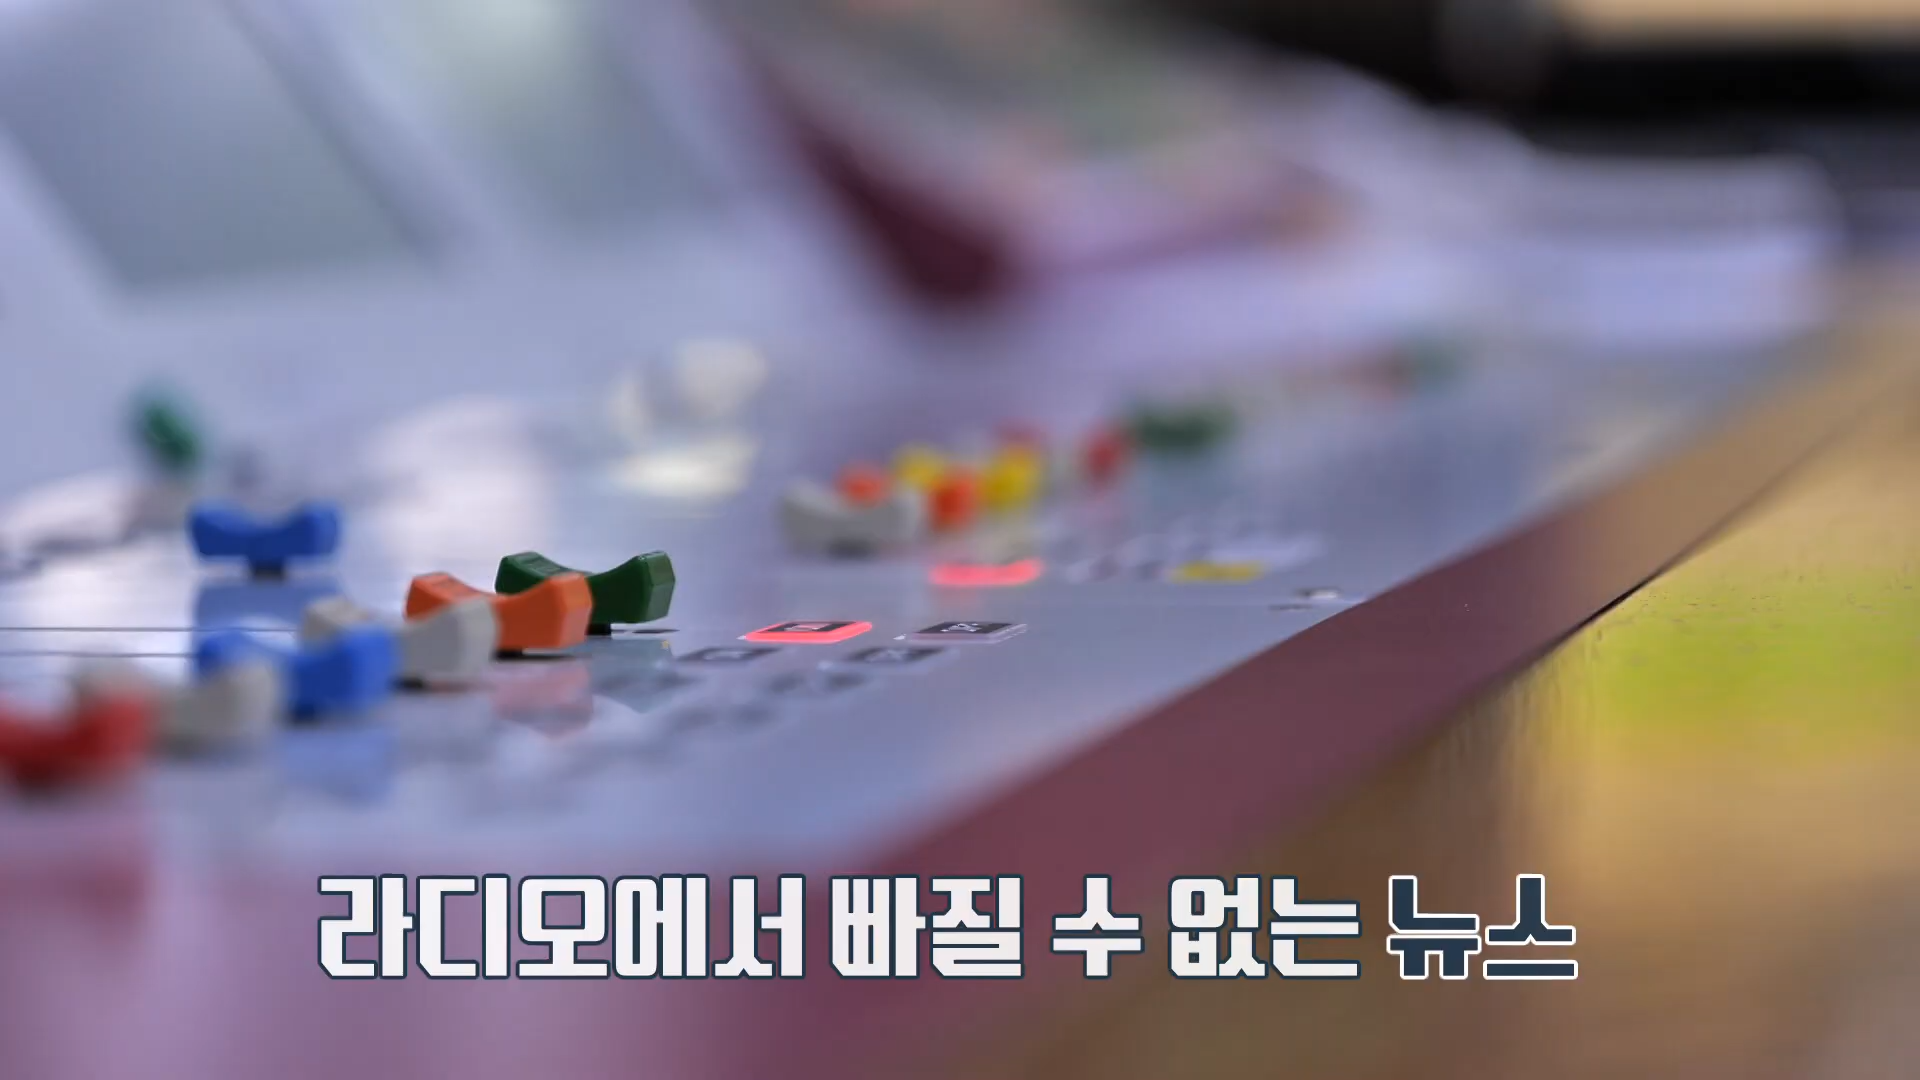 라디오에서 빠질 수 없는 뉴스